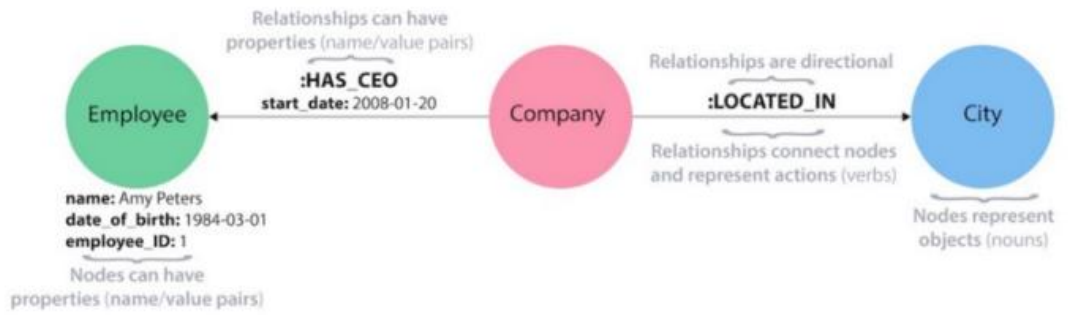 Relationships can have
properties (name/value pairs)
:HAS_CEO
start_date: 2008-01-20
Employee
name: Amy Peters
date_of_birth: 1984-03-01
employee_ID: 1
Nodes can have
properties (name/value pairs)
Company
Relationships are directional
:LOCATED_IN
Relationships connect nodes
and represent actions (verbs)
City
Nodes represent
objects (nouns)